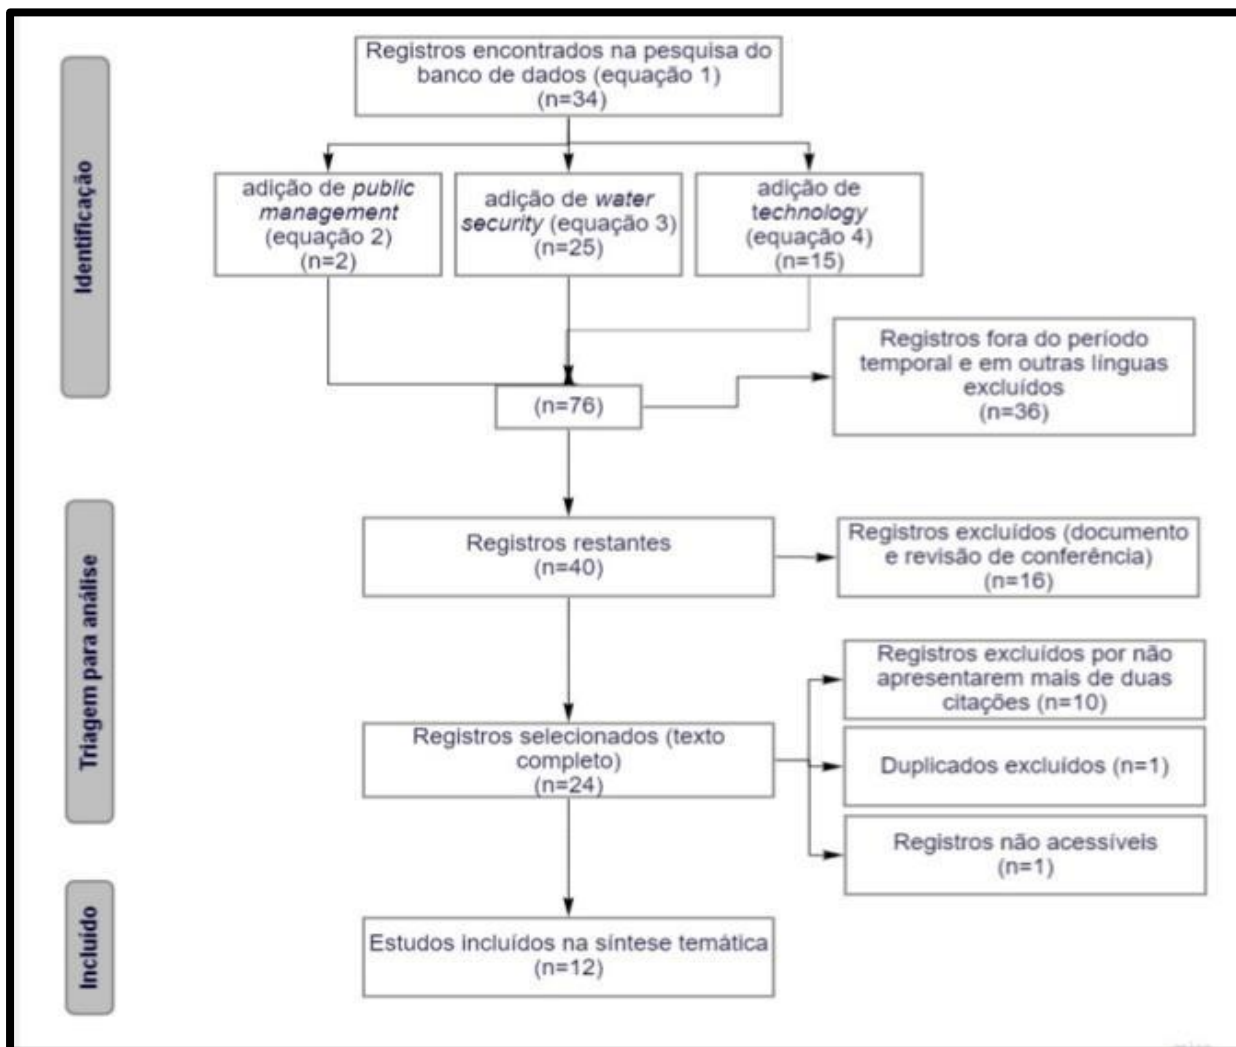 Identificação
Registros encontrados na pesquisa do
banco de dados (equação 1)
(n=34)
adição de public
management
(equação 2)
(n=2)
adição de water
security (equação 3)
(n=25)
adição de
technology
(equação 4)
(n=15)
Registros fora do período
temporal e em outras línguas
excluídos
(n=36)
(n=76)
Triagem para análise
Registros restantes
(n=40)
Registros excluídos (documento
e revisão de conferência)
(n=16)
Registros selecionados (texto
completo)
(n=24)
Registros excluídos por não
apresentarem mais de duas
citações (n=10)
Duplicados excluídos (n=1)
Registros não acessíveis
(n=1)
Incluído
Estudos incluídos na síntese temática
(n=12)